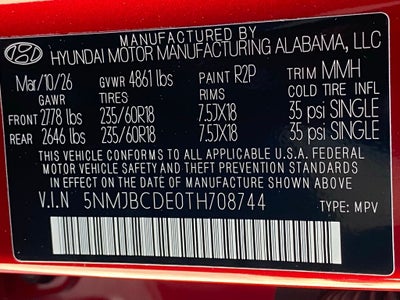 MANUFACTURED BY
HYUNDAI MOTOR MANUFACTURING ALABAMA, LLC
Mar/10/26 GVWR 4861 lbs PAINT R2P TRIM MMH
GAWR TIRES RIMS COLD TIRE INFL
FRONT 2778 lbs 235/60R18 7.5JX18 35 psi SINGLE
REAR 2646 lbs 235/60R18 7.5JX18 35 psi SINGLE
THIS VEHICLE CONFORMS TO ALL APPLICABLE U.S.A. FEDERAL
MOTOR VEHICLE SAFETY AND THEFT PREVENTION STANDARDS
IN EFFECT ON THE DATE OF MANUFACTURE SHOWN ABOVE.
V.I.N 5NMJBCDE0TH708744 TYPE: MPV